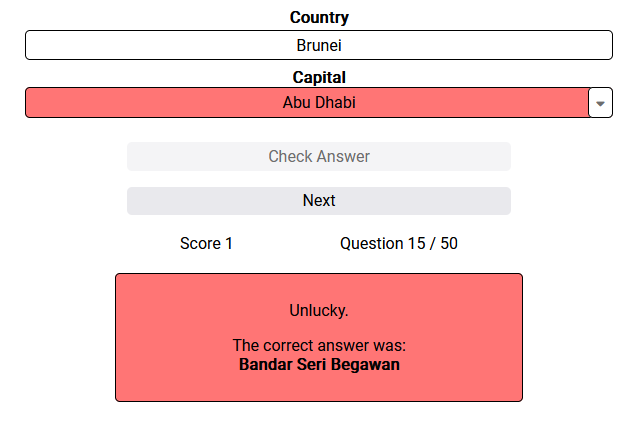 Country
Brunei
Capital
Abu Dhabi
Check Answer
Next
Score 1 Question 15 / 50
Unlucky.
The correct answer was:
Bandar Seri Begawan